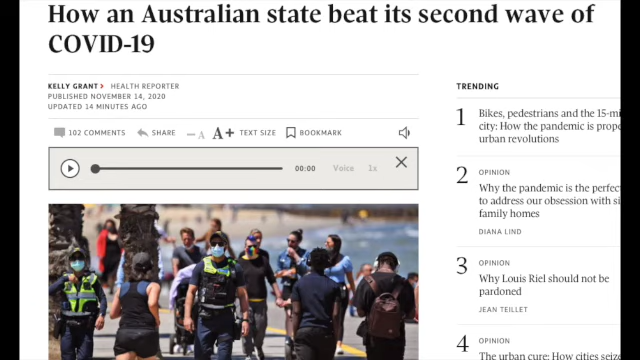 How an Australian state beat its second wave of
COVID-19
KELLY GRANT > HEALTH REPORTER
PUBLISHED NOVEMBER 14, 2020
UPDATED 14 MINUTES AGO
102 COMMENTS SHARE — A A + TEXT SIZE BOOKMARK
00:00 Voice 1x
TRENDING
1 Bikes, pedestrians and the 15-mi
city: How the pandemic is prope
urban revolutions
2 OPINION
Why the pandemic is the perfec
to address our obsession with si
family homes
DIANA LIND
3 OPINION
Why Louis Riel should not be
pardoned
JEAN TEILLET
4 OPINION
The urban cure: How cities seize